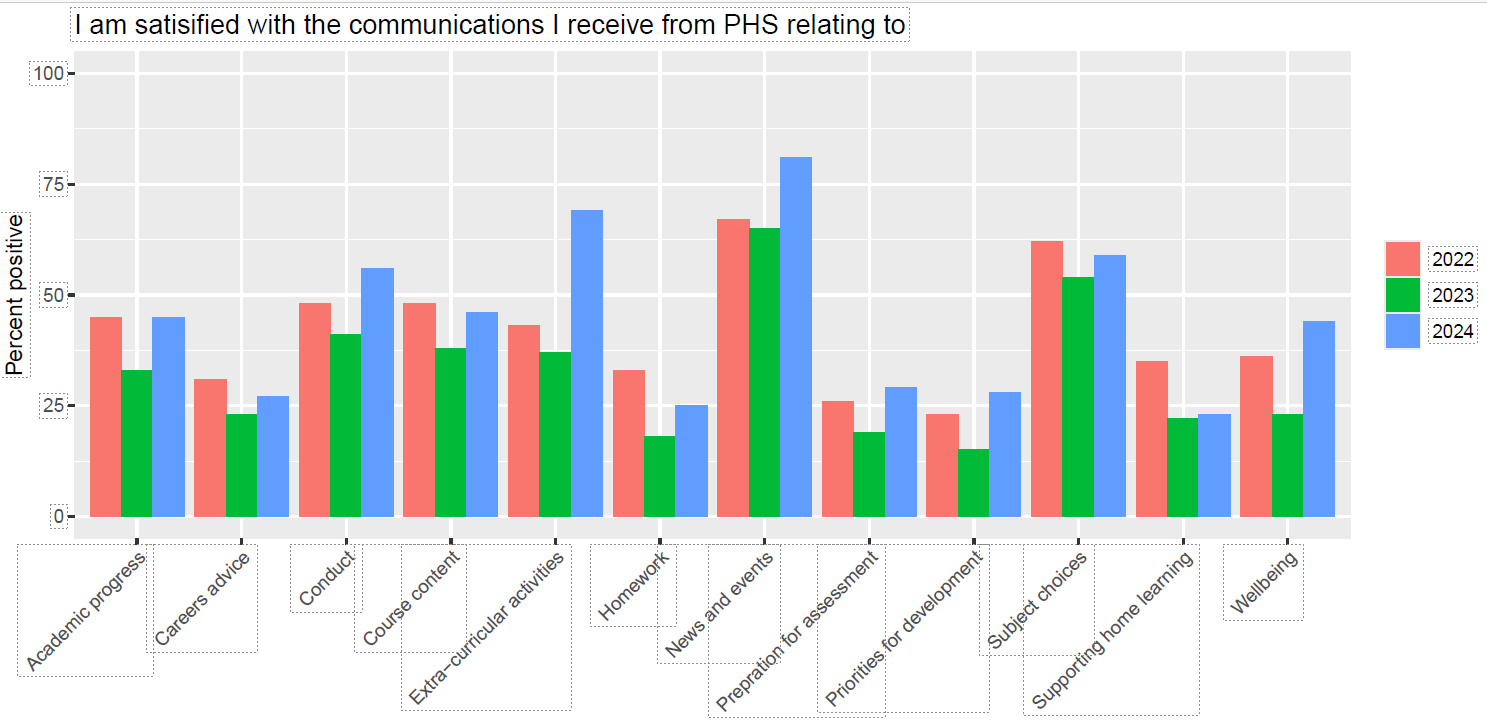 I am satisified with the communications I receive from PHS relating to
100
75
50
25
0
Percent positive
2022
2023
2024
Academic progress
Careers advice
Conduct
Course content
Extra−curricular activities
Homework
News and events
Prepration for assessment
Priorities for development
Subject choices
Supporting home learning
Wellbeing